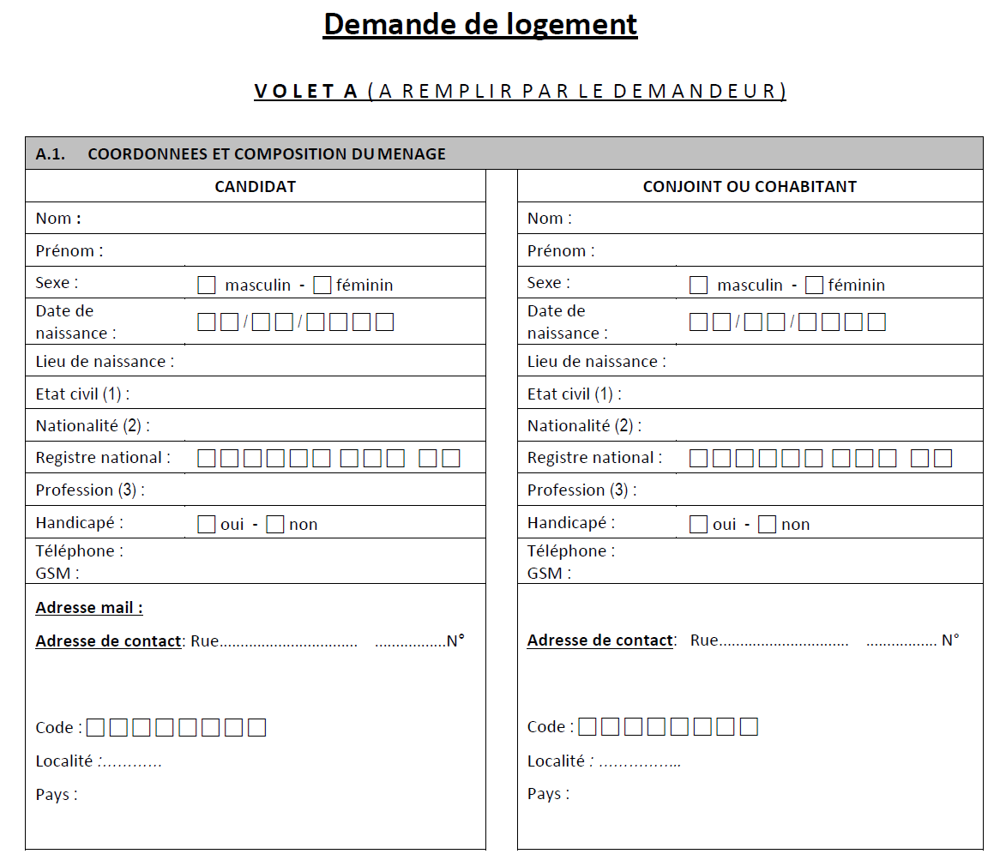 Demande de logement
VOLET A (A REMPLIR PAR LE DEMANDEUR)
A.1. COORDONNEES ET COMPOSITION DU MENAGE
CANDIDAT
Nom :
Prénom :
Sexe : ☐ masculin - ☐ féminin
Date de
naissance : ☐☐/☐☐/☐☐☐☐
Lieu de naissance :
Etat civil (1) :
Nationalité (2) :
Registre national : ☐☐☐☐☐☐ ☐☐☐ ☐☐
Profession (3) :
Handicapé : ☐ oui - ☐ non
Téléphone :
GSM :
Adresse mail :
Adresse de contact: Rue................................. .................N°
Code : ☐☐☐☐☐☐☐☐
Localité :…………
Pays :
CONJOINT OU COHABITANT
Nom :
Prénom :
Sexe : ☐ masculin - ☐ féminin
Date de
naissance : ☐☐/☐☐/☐☐☐☐
Lieu de naissance :
Etat civil (1) :
Nationalité (2) :
Registre national : ☐☐☐☐☐☐ ☐☐☐ ☐☐
Profession (3) :
Handicapé : ☐ oui - ☐ non
Téléphone :
GSM :
Adresse de contact: Rue............................... ................. N°
Code : ☐☐☐☐☐☐☐☐
Localité : ……………..
Pays :